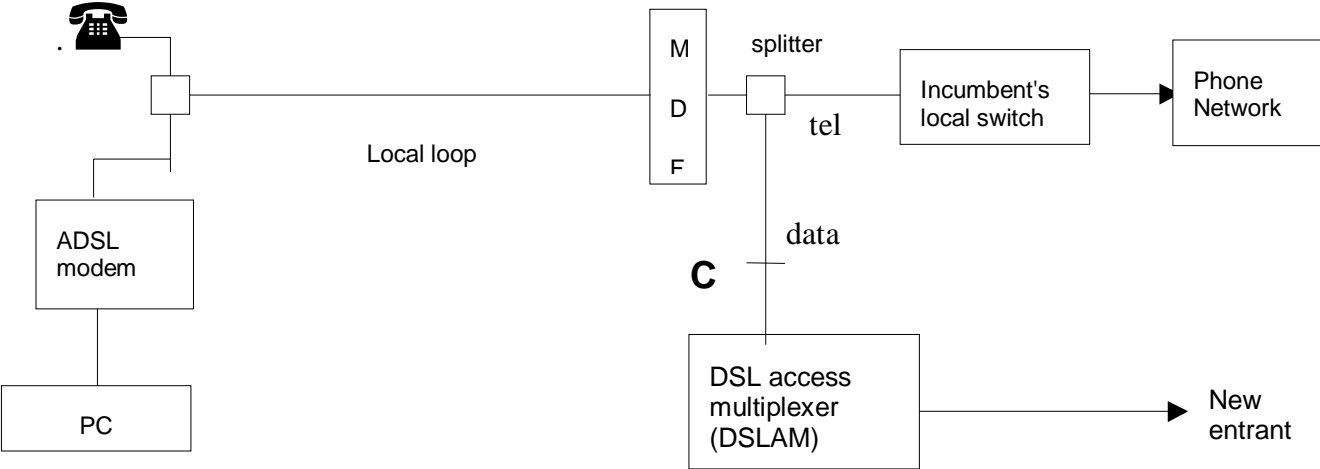 .
M
D
F
splitter
Incumbent's
local switch
Phone
Network
tel
Local loop
ADSL
modem
data
C
DSL access
multiplexer
(DSLAM)
New
entrant
PC